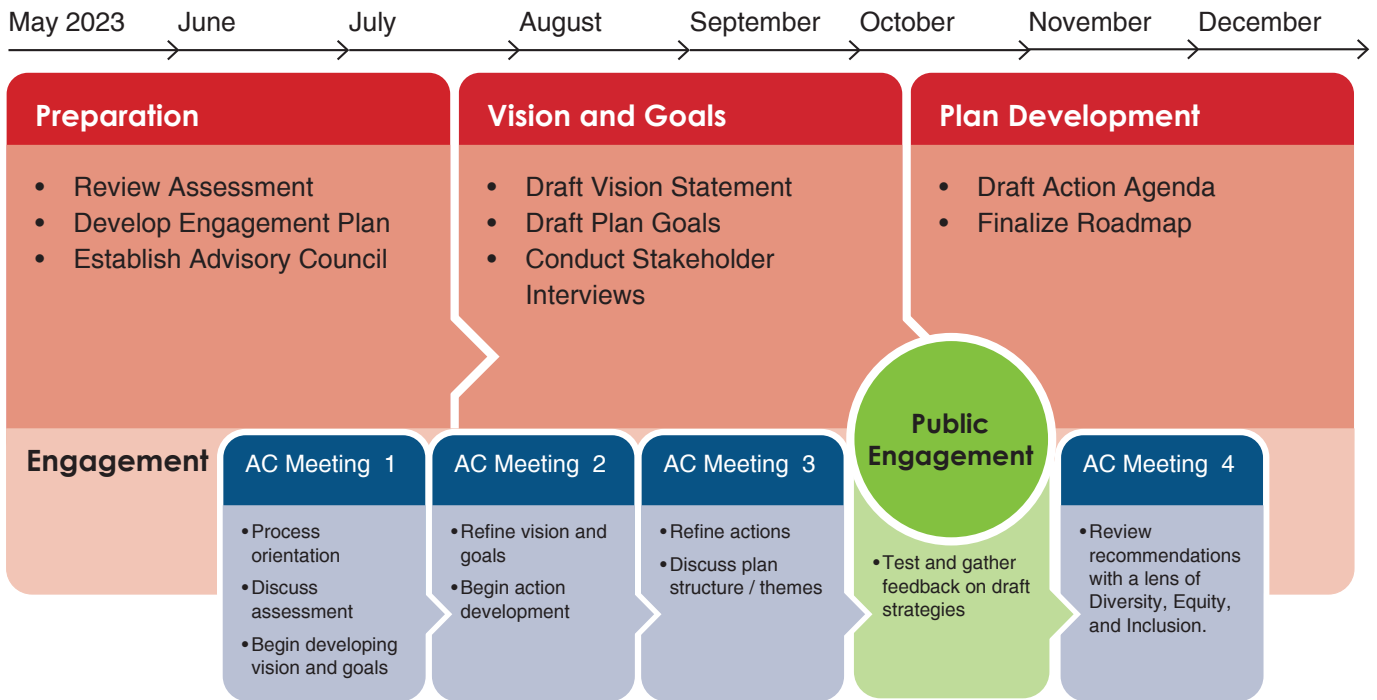 May 2023 June July August September October November December
Preparation
• Review Assessment
• Develop Engagement Plan
• Establish Advisory Council
Vision and Goals
• Draft Vision Statement
• Draft Plan Goals
• Conduct Stakeholder
Interviews
Plan Development
• Draft Action Agenda
• Finalize Roadmap
Engagement
AC Meeting 1
• Process
orientation
• Discuss
assessment
• Begin developing
vision and goals
AC Meeting 2
• Refine vision and
goals
• Begin action
development
AC Meeting 3
• Refine actions
• Discuss plan
structure / themes
Public
Engagement
• Test and gather
feedback on draft
strategies
AC Meeting 4
• Review
recommendations
with a lens of
Diversity, Equity,
and Inclusion.